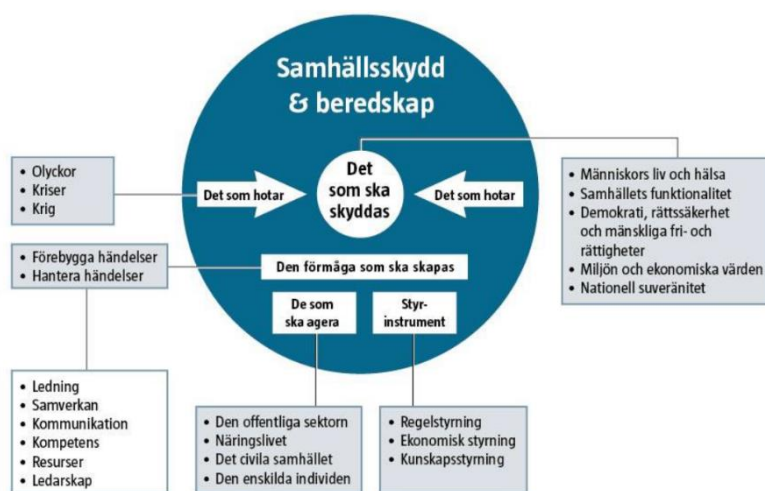 Samhällsskydd
& beredskap
Det
som ska
skyddas
Det som hotar
Det som hotar
• Olyckor
• Kriser
• Krig
• Människors liv och hälsa
• Samhällets funktionalitet
• Demokrati, rättssäkerhet
och mänskliga fri- och
rättigheter
• Miljön och ekonomiska värden
• Nationell suveränitet
• Förebygga händelser
• Hantera händelser
Den förmåga som ska skapas
De som
ska agera
Styr-
instrument
• Ledning
• Samverkan
• Kommunikation
• Kompetens
• Resurser
• Ledarskap
• Den offentliga sektorn
• Näringslivet
• Det civila samhället
• Den enskilda individen
• Regelstyrning
• Ekonomisk styrning
• Kunskapsstyrning